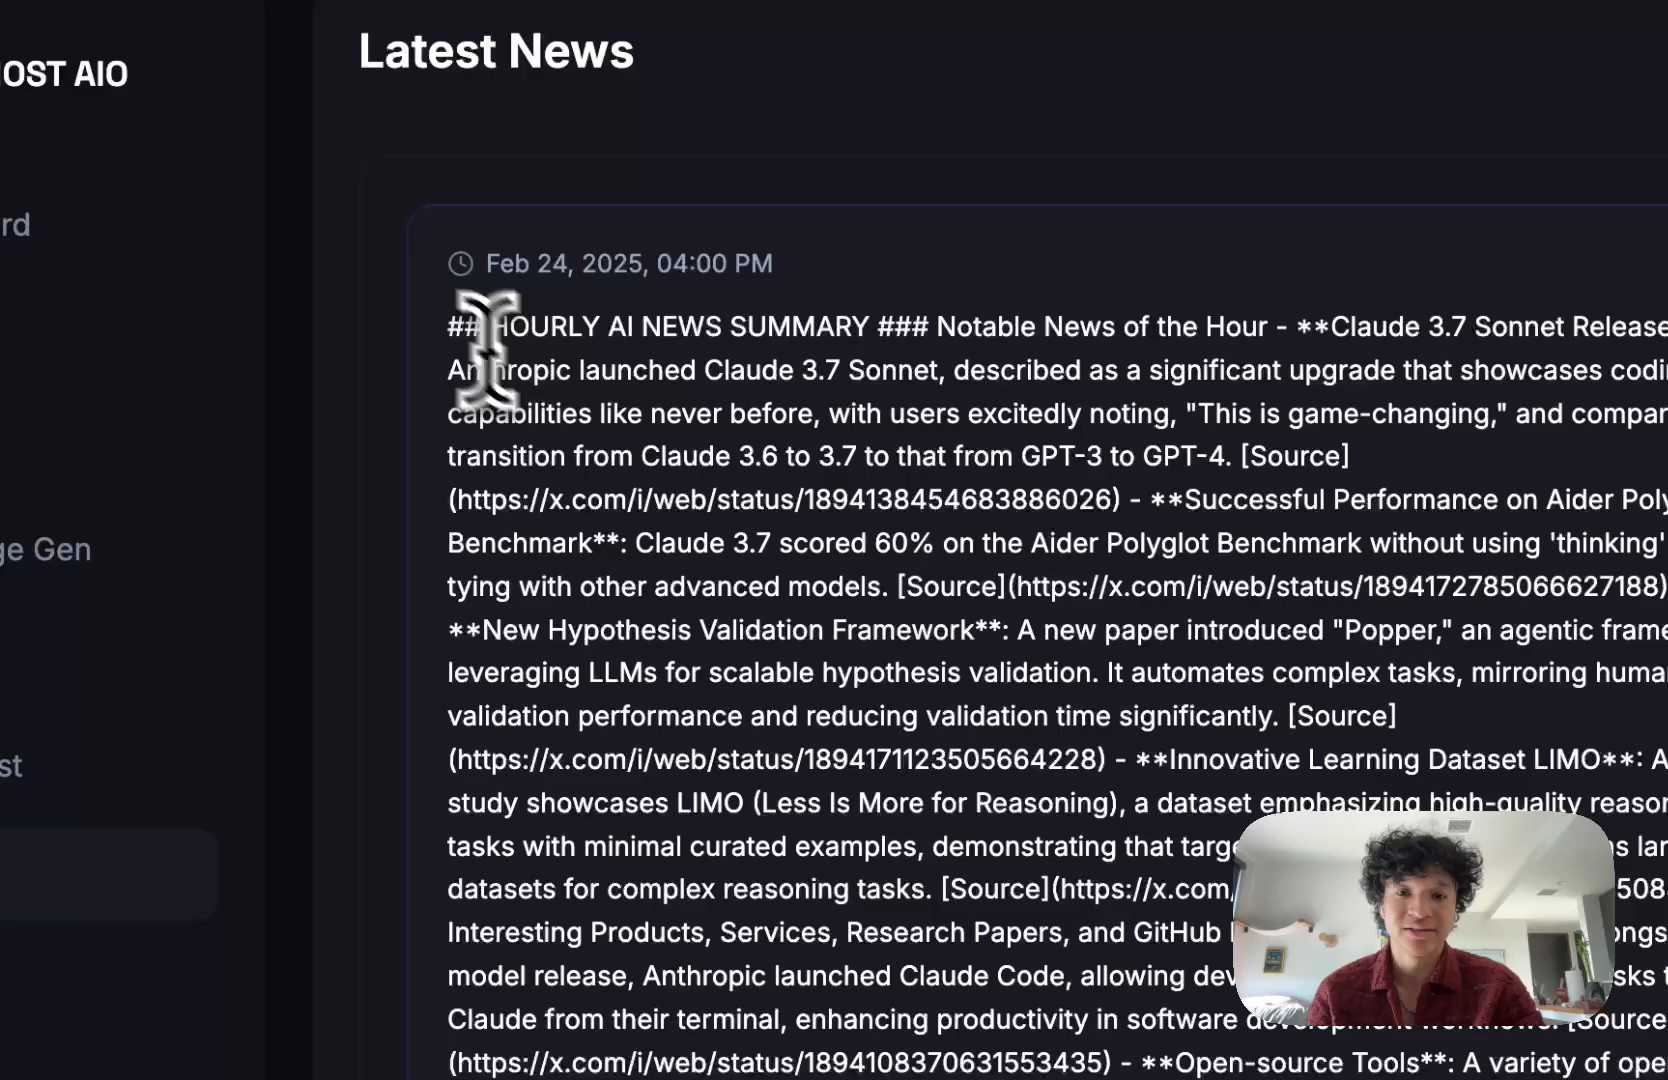 Latest News
OST AIO
rd
Feb 24, 2025, 04:00 PM
## HOURLY AI NEWS SUMMARY ### Notable News of the Hour - **Claude 3.7 Sonnet Release
Anthropic launched Claude 3.7 Sonnet, described as a significant upgrade that showcases codi
capabilities like never before, with users excitedly noting, "This is game-changing," and compar
transition from Claude 3.6 to 3.7 to that from GPT-3 to GPT-4. [Source]
(https://x.com/i/web/status/1894138454683886026) - **Successful Performance on Aider Poly
ge Gen
Benchmark**: Claude 3.7 scored 60% on the Aider Polyglot Benchmark without using 'thinking'
tying with other advanced models. [Source](https://x.com/i/web/status/1894172785066627188)
**New Hypothesis Validation Framework**: A new paper introduced "Popper," an agentic frame
leveraging LLMs for scalable hypothesis validation. It automates complex tasks, mirroring human
validation performance and reducing validation time significantly. [Source]
(https://x.com/i/web/status/1894171123505664228) - **Innovative Learning Dataset LIMO**: A
st
study showcases LIMO (Less Is More for Reasoning), a dataset emphasizing high-quality reason
tasks with minimal curated examples, demonstrating that targe s lar
datasets for complex reasoning tasks. [Source](https://x.com/ 508
Interesting Products, Services, Research Papers, and GitHub ongs
model release, Anthropic launched Claude Code, allowing dev sks t
Claude from their terminal, enhancing productivity in software development workflows. [Source
(https://x.com/i/web/status/1894108370631553435) - **Open-source Tools**: A variety of ope